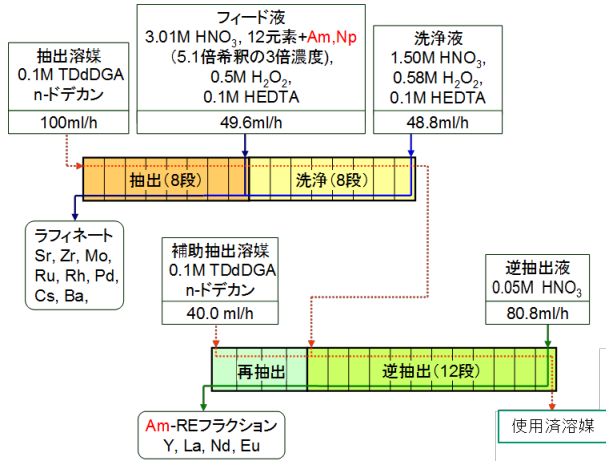 抽出溶媒
0.1M TDdDGA
n-ドデカン
100ml/h
フィード液
3.01M HNO₃, 12元素+Am,Np
(5.1倍希釈の3倍濃度),
0.5M H₂O₂,
0.1M HEDTA
49.6ml/h
洗浄液
1.50M HNO₃,
0.58M H₂O₂,
0.1M HEDTA
48.8ml/h
抽出(8段)
洗浄(8段)
ラフィネート
Sr, Zr, Mo,
Ru, Rh, Pd,
Cs, Ba,
補助抽出溶媒
0.1M TDdDGA
n-ドデカン
40.0 ml/h
逆抽出液
0.05M HNO₃
80.8ml/h
再抽出
逆抽出(12段)
Am-REフラクション
Y, La, Nd, Eu
使用済溶媒